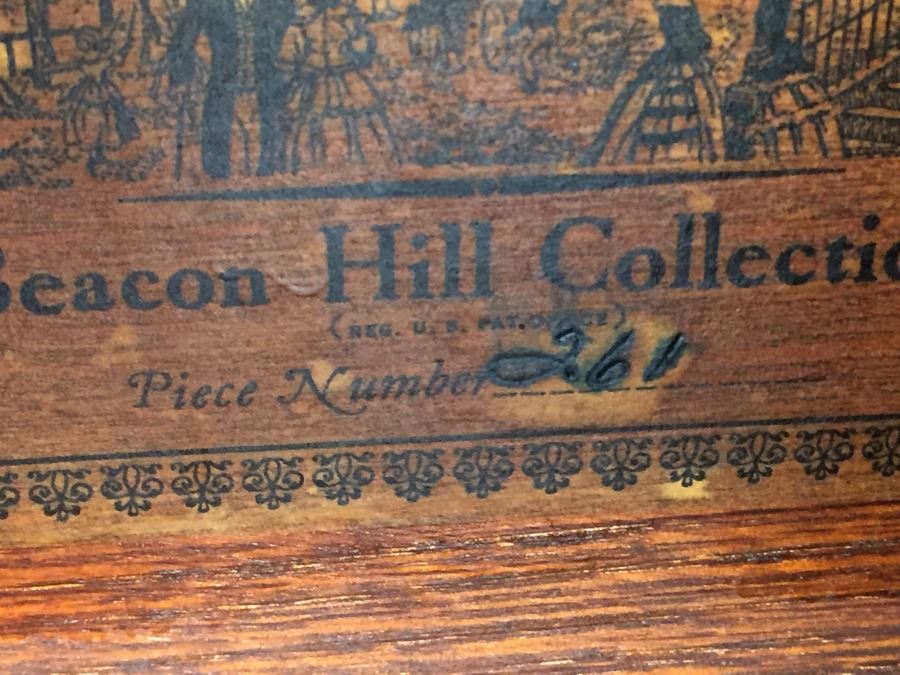 Beacon Hill Collectio
(REG. U. S. PAT. OFFICE)
Piece Number 261